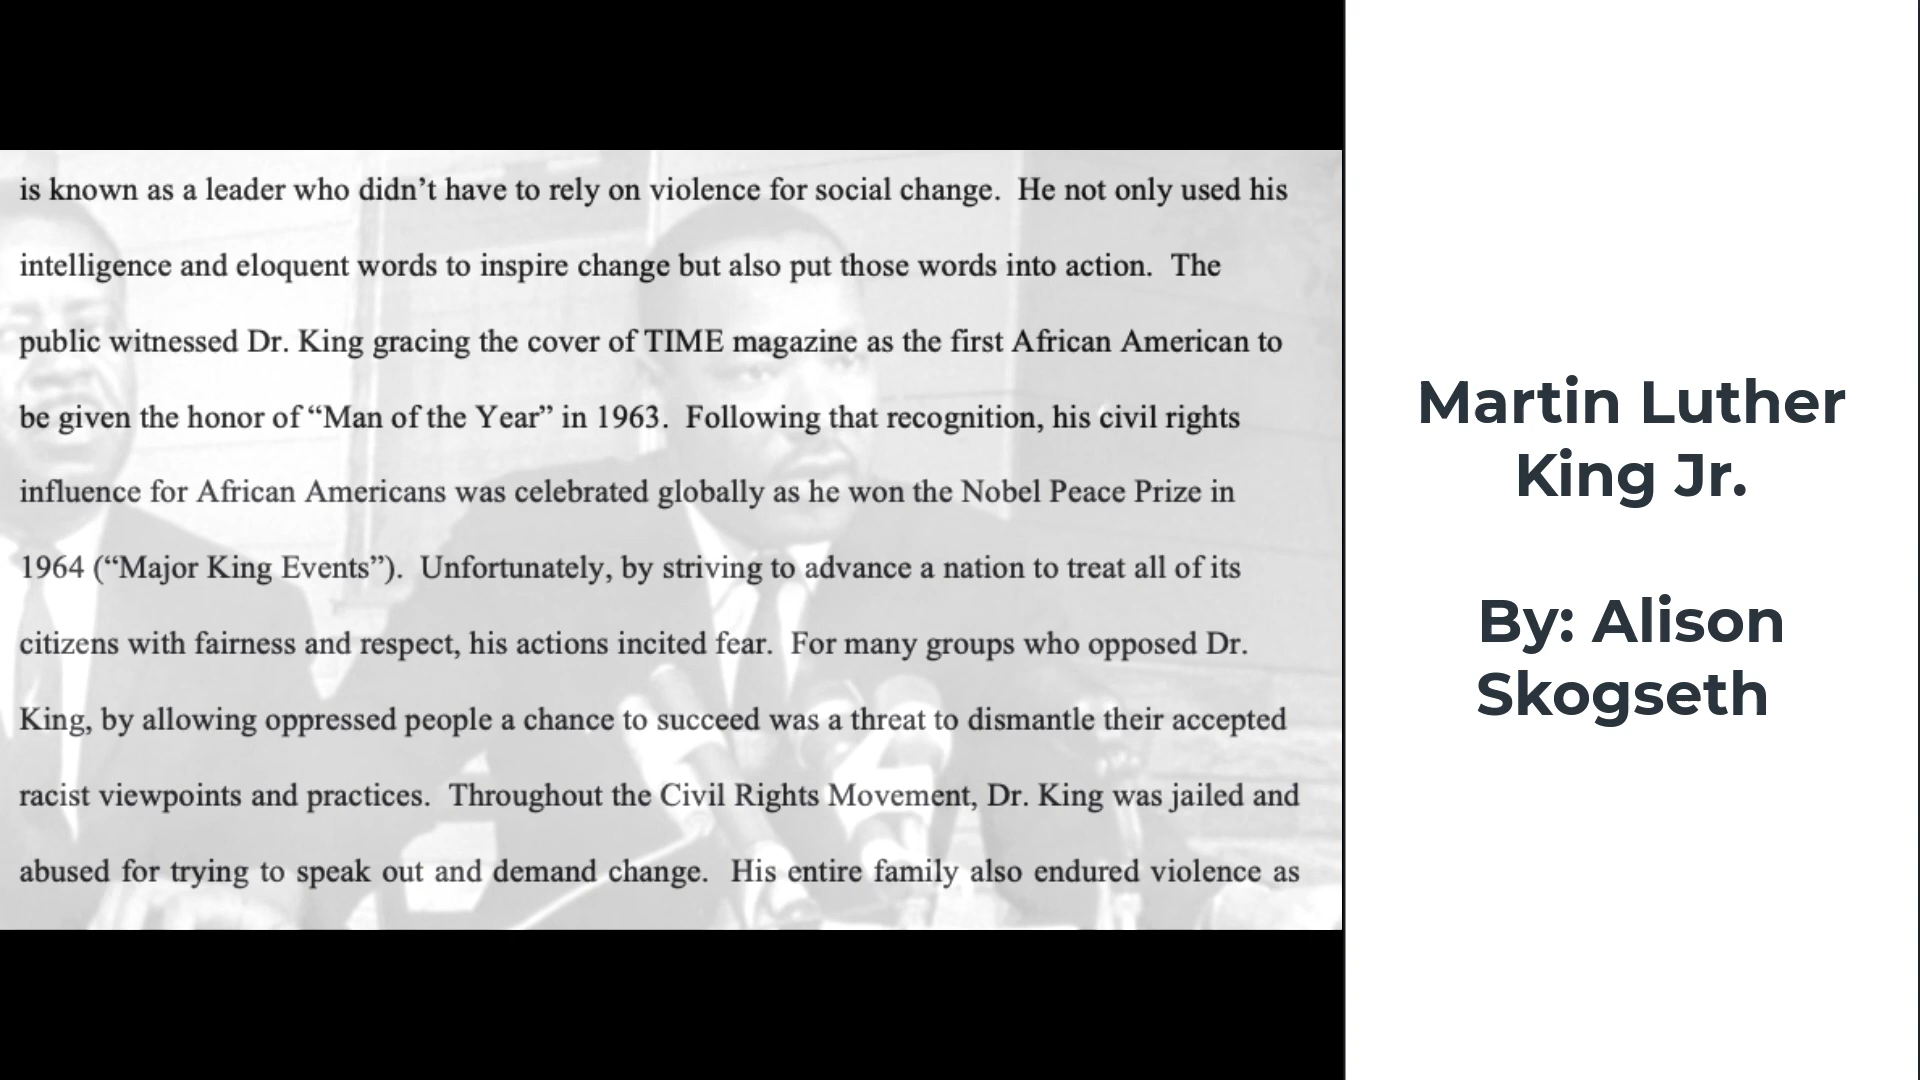 is known as a leader who didn’t have to rely on violence for social change.  He not only used his
intelligence and eloquent words to inspire change but also put those words into action.  The
public witnessed Dr. King gracing the cover of TIME magazine as the first African American to
be given the honor of “Man of the Year” in 1963.  Following that recognition, his civil rights
influence for African Americans was celebrated globally as he won the Nobel Peace Prize in
1964 (“Major King Events”).  Unfortunately, by striving to advance a nation to treat all of its
citizens with fairness and respect, his actions incited fear.  For many groups who opposed Dr.
King, by allowing oppressed people a chance to succeed was a threat to dismantle their accepted
racist viewpoints and practices.  Throughout the Civil Rights Movement, Dr. King was jailed and
abused for trying to speak out and demand change.  His entire family also endured violence as
Martin Luther
King Jr.
By: Alison
Skogseth